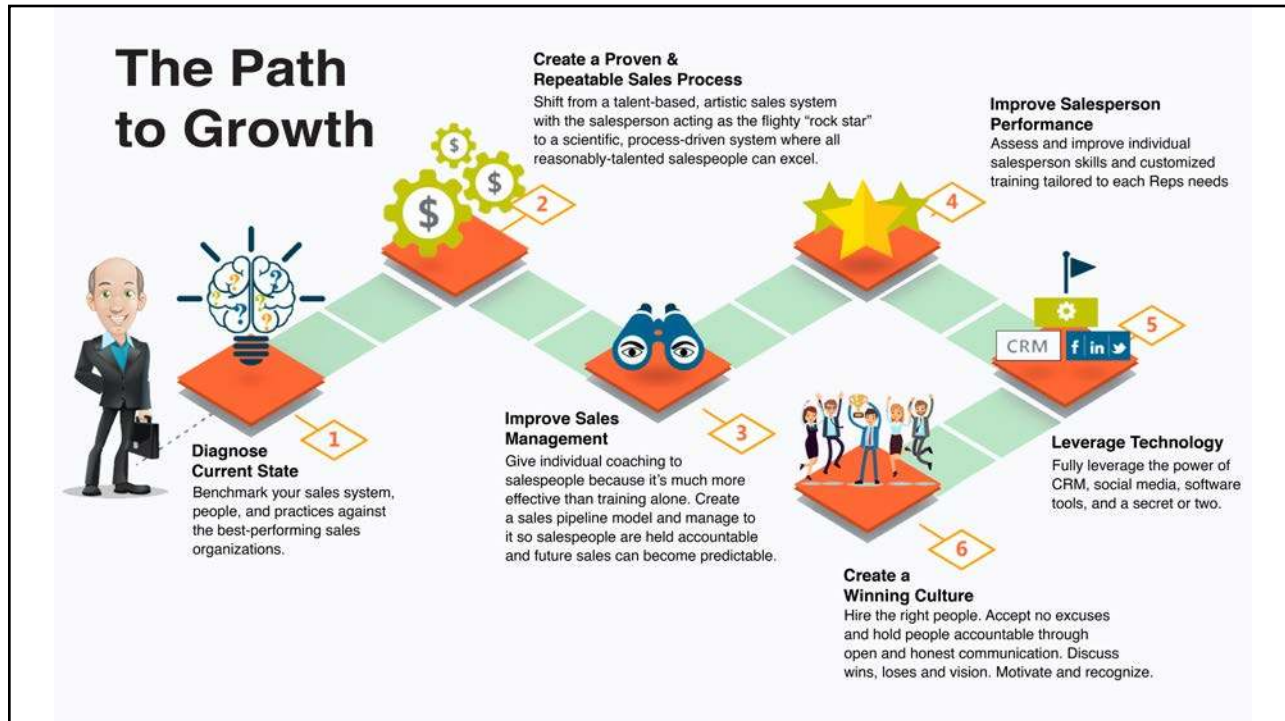 The Path
to Growth
1
Diagnose
Current State
Benchmark your sales system,
people, and practices against
the best-performing sales
organizations.
$
$
$
2
Create a Proven &
Repeatable Sales Process
Shift from a talent-based, artistic sales system
with the salesperson acting as the flighty “rock star”
to a scientific, process-driven system where all
reasonably-talented salespeople can excel.
3
Improve Sales
Management
Give individual coaching to
salespeople because it’s much more
effective than training alone. Create
a sales pipeline model and manage to
it so salespeople are held accountable
and future sales can become predictable.
4
Improve Salesperson
Performance
Assess and improve individual
salesperson skills and customized
training tailored to each Reps needs
5
CRM
f in
Leverage Technology
Fully leverage the power of
CRM, social media, software
tools, and a secret or two.
6
Create a
Winning Culture
Hire the right people. Accept no excuses
and hold people accountable through
open and honest communication. Discuss
wins, loses and vision. Motivate and recognize.